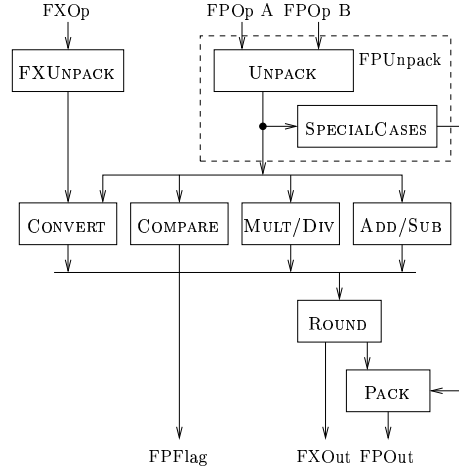 FXOp
FPOp A
FPOp B
FXUNPACK
UNPACK
FPUnpack
SPECIALCASES
CONVERT
COMPARE
MULT/DIV
ADD/SUB
ROUND
PACK
FPFlag
FXOut
FPOut